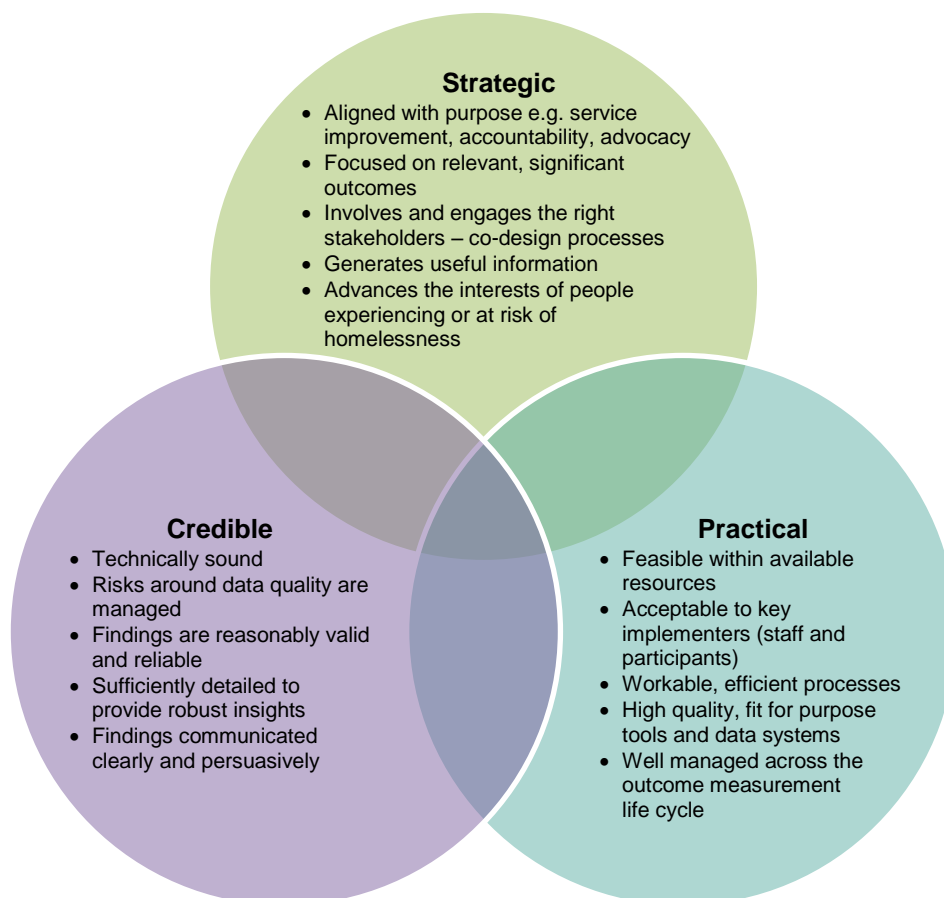 Strategic
• Aligned with purpose e.g. service
improvement, accountability, advocacy
• Focused on relevant, significant
outcomes
• Involves and engages the right
stakeholders – co-design processes
• Generates useful information
• Advances the interests of people
experiencing or at risk of
homelessness
Credible
• Technically sound
• Risks around data quality are
managed
• Findings are reasonably valid
and reliable
• Sufficiently detailed to
provide robust insights
• Findings communicated
clearly and persuasively
Practical
• Feasible within available
resources
• Acceptable to key
implementers (staff and
participants)
• Workable, efficient processes
• High quality, fit for purpose
tools and data systems
• Well managed across the
outcome measurement
life cycle